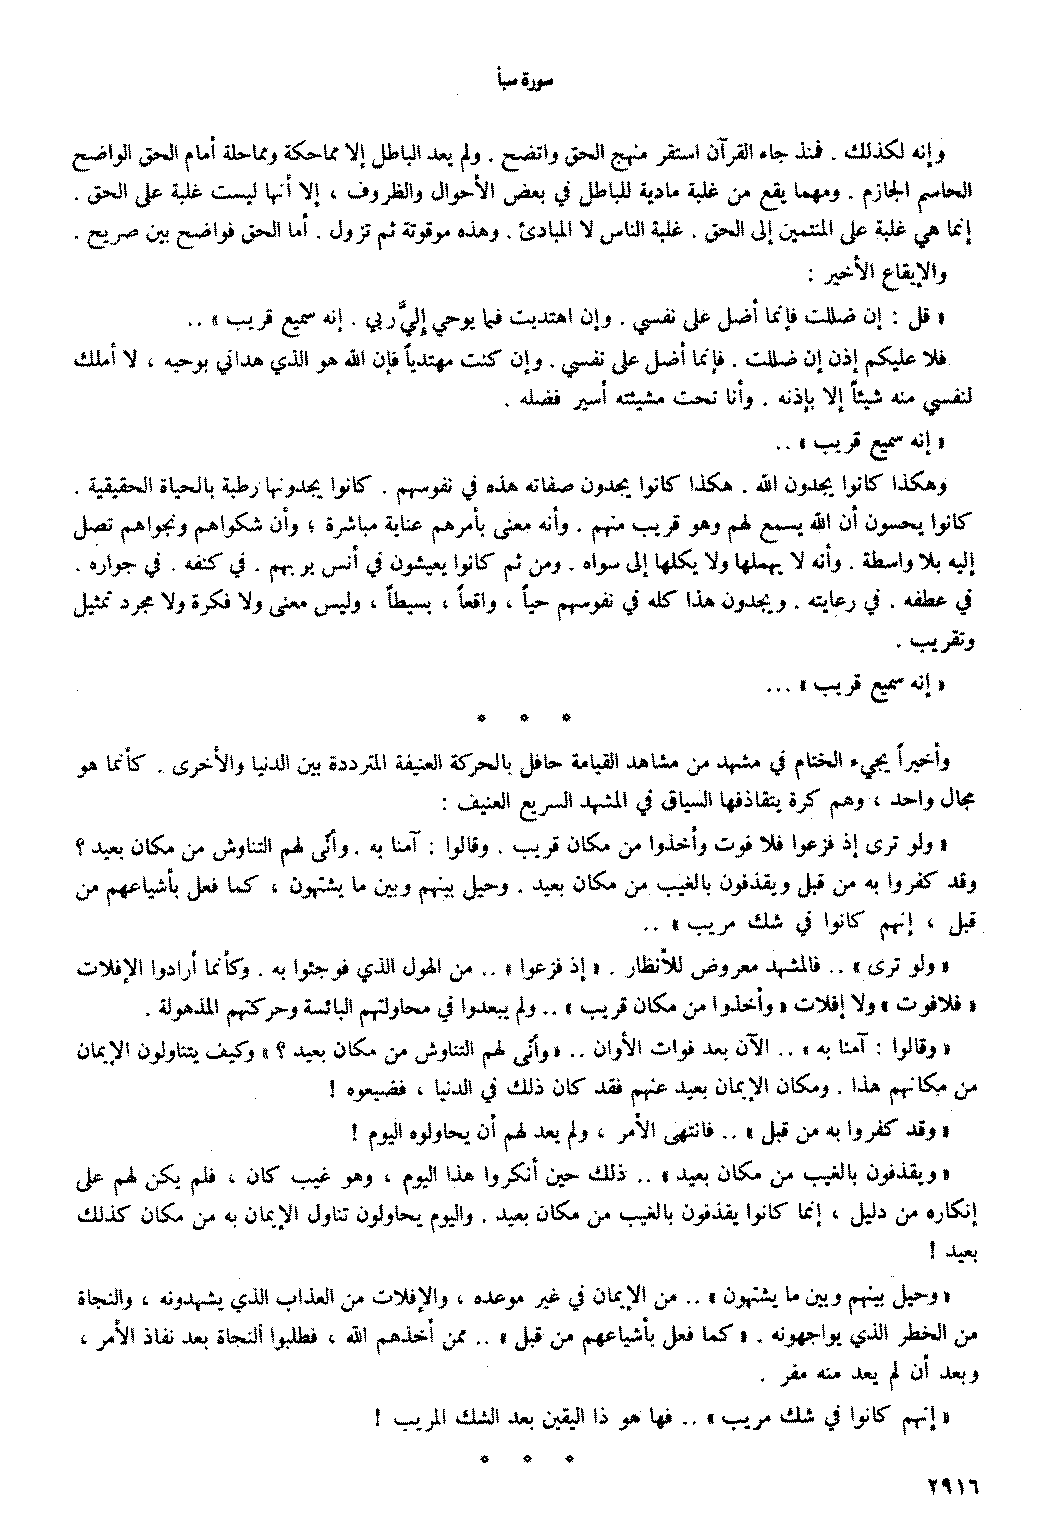 سورة سبأ
وإنه لكذلك . فمنذ جاء القرآن استقر منهج الحق واتضح . ولم يعد الباطل إلا مماحكة ومماحلة أمام الحق الواضح
الحاسم الجازم . ومهما يقع من غلبة مادية للباطل في بعض الأحوال والظروف ، إلا أنها ليست غلبة على الحق .
إنما هي غلبة على المنتمين إلى الحق . غلبة الناس لا المبادئ . وهذه موقوتة ثم تزول . أما الحق فواضح بين صريح .
والإيقاع الأخير :
« قل : إن ضللت فإنما أضل على نفسي . وإن اهتديت فبما يوحي إليَّ ربي . إنه سميع قريب » ..
فلا عليكم إذن إن ضللت . فإنما أضل على نفسي . وإن كنت مهتدياً فإن الله هو الذي هداني بوحيه ، لا أملك
لنفسي منه شيئاً إلا بإذنه . وأنا تحت مشيئته أسير فضله .
« إنه سميع قريب » ..
وهكذا كانوا يجدون الله . هكذا كانوا يجدون صفاته هذه في نفوسهم . كانوا يجدونها رطبة بالحياة الحقيقية .
كانوا يحسون أن الله يسمع لهم وهو قريب منهم . وأنه معنى بأمرهم عناية مباشرة ؛ وأن شكواهم ونجواهم تصل
إليه بلا واسطة . وأنه لا يهملها ولا يكلها إلى سواه . ومن ثم كانوا يعيشون في أنس بربهم . في كنفه . في جواره .
في عطفه . في رعايته . ويجدون هذا كله في نفوسهم حياً ، واقعاً ، بسيطاً ، وليس معنى ولا فكرة ولا مجرد تمثيل
وتقريب .
« إنه سميع قريب » ...
* * *
وأخيراً يجيء الختام في مشهد من مشاهد القيامة حافل بالحركة العنيفة المترددة بين الدنيا والأخرى . كأنما هو
مجال واحد ، وهم كرة يتقاذفها السياق في المشهد السريع العنيف :
« ولو ترى إذ فزعوا فلا فوت وأخذوا من مكان قريب . وقالوا : آمنا به . وأنّى لهم التناوش من مكان بعيد ؟
وقد كفروا به من قبل ويقذفون بالغيب من مكان بعيد . وحيل بينهم وبين ما يشتهون ، كما فعل بأشياعهم من
قبل ، إنهم كانوا في شك مريب » ..
« ولو ترى » .. فالمشهد معروض للأنظار . « إذ فزعوا » .. من الهول الذي فوجئوا به . وكأنما أرادوا الإفلات
« فلافوت » ولا إفلات « وأخذوا من مكان قريب » .. ولم يبعدوا في محاولتهم البائسة وحركتهم المذهولة .
« وقالوا : آمنا به » .. الآن بعد فوات الأوان .. « وأنّى لهم التناوش من مكان بعيد ؟ » وكيف يتناولون الإيمان
من مكانهم هذا . ومكان الإيمان بعيد عنهم فقد كان ذلك في الدنيا ، فضيعوه !
« وقد كفروا به من قبل » .. فانتهى الأمر ، ولم يعد لهم أن يحاولوه اليوم !
« ويقذفون بالغيب من مكان بعيد » .. ذلك حين أنكروا هذا اليوم ، وهو غيب كان ، فلم يكن لهم على
إنكاره من دليل ، إنما كانوا يقذفون بالغيب من مكان بعيد . واليوم يحاولون تناول الإيمان به من مكان كذلك
بعيد !
« وحيل بينهم وبين ما يشتهون » .. من الإيمان في غير موعده ، والإفلات من العذاب الذي يشهدونه ، والنجاة
من الخطر الذي يواجهونه . « كما فعل بأشياعهم من قبل » .. ممن أخذهم الله ، فطلبوا النجاة بعد نفاذ الأمر ،
وبعد أن لم يعد منه مفر .
« إنهم كانوا في شك مريب » .. فها هو ذا اليقين بعد الشك المريب !
* * *
٢٩١٦